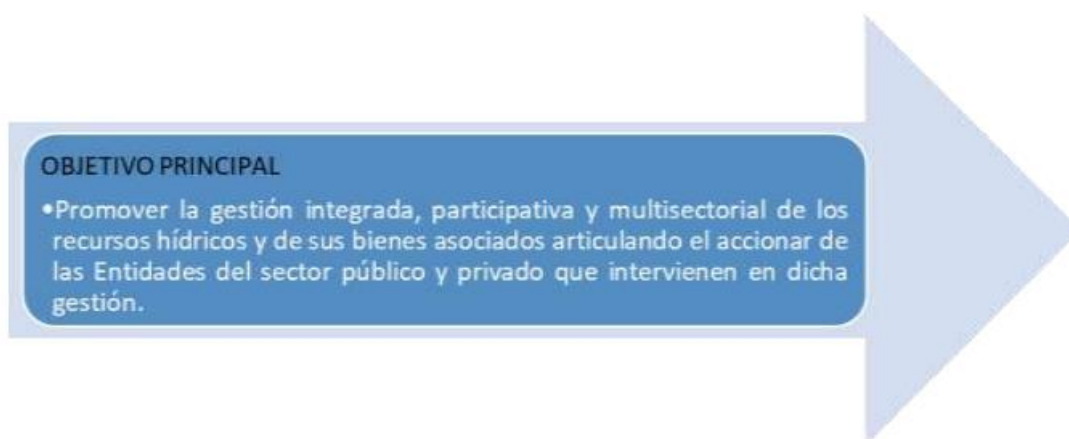 OBJETIVO PRINCIPAL
•Promover la gestión integrada, participativa y multisectorial de los
recursos hídricos y de sus bienes asociados articulando el accionar de
las Entidades del sector público y privado que intervienen en dicha
gestión.